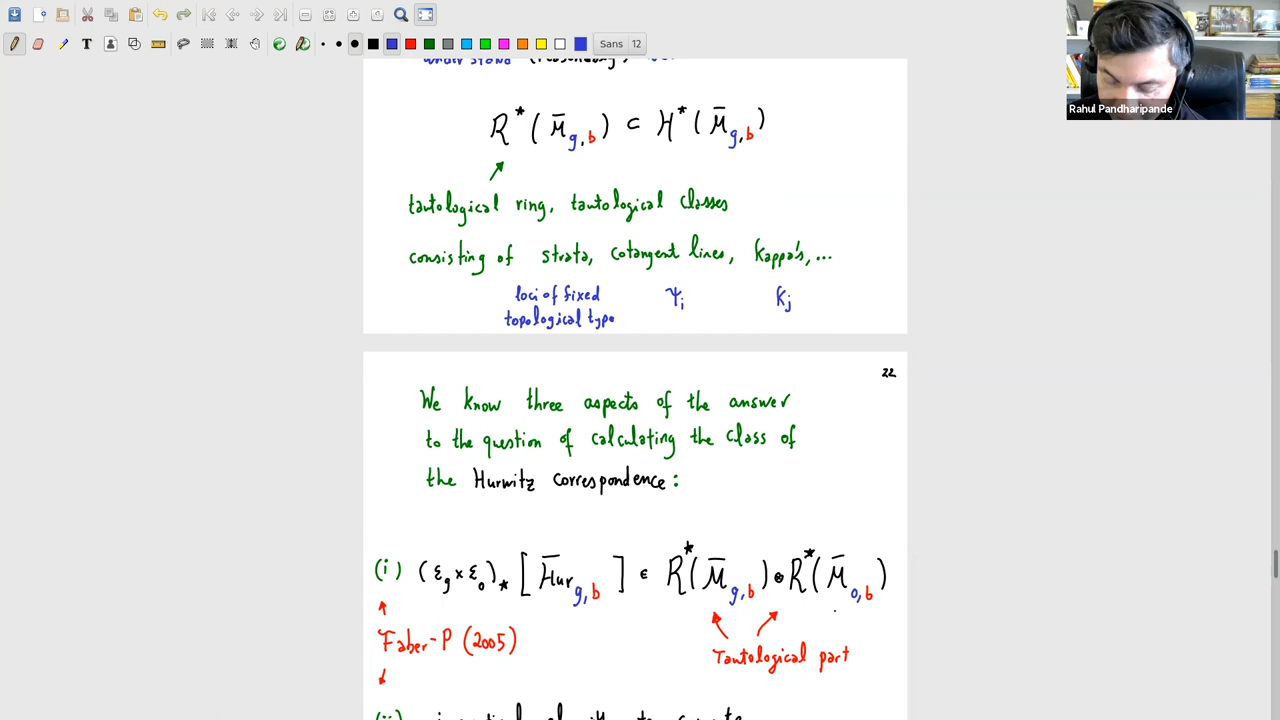 Sans 12
Rahul Pandharipande
understand
R*(M̄g,b) ⊂ H*(M̄g,b)
tautological ring, tautological classes
consisting of strata, cotangent lines, kappa's, ...
loci of fixed topological type ψi κj
22
We know three aspects of the answer
to the question of calculating the class of
the Hurwitz correspondence:
(i) (εg × ε0)* [H̄urg,b] ∈ R*(M̄g,b) ⊗ R*(M̄0,b)
Faber-P (2005)
Tautological part